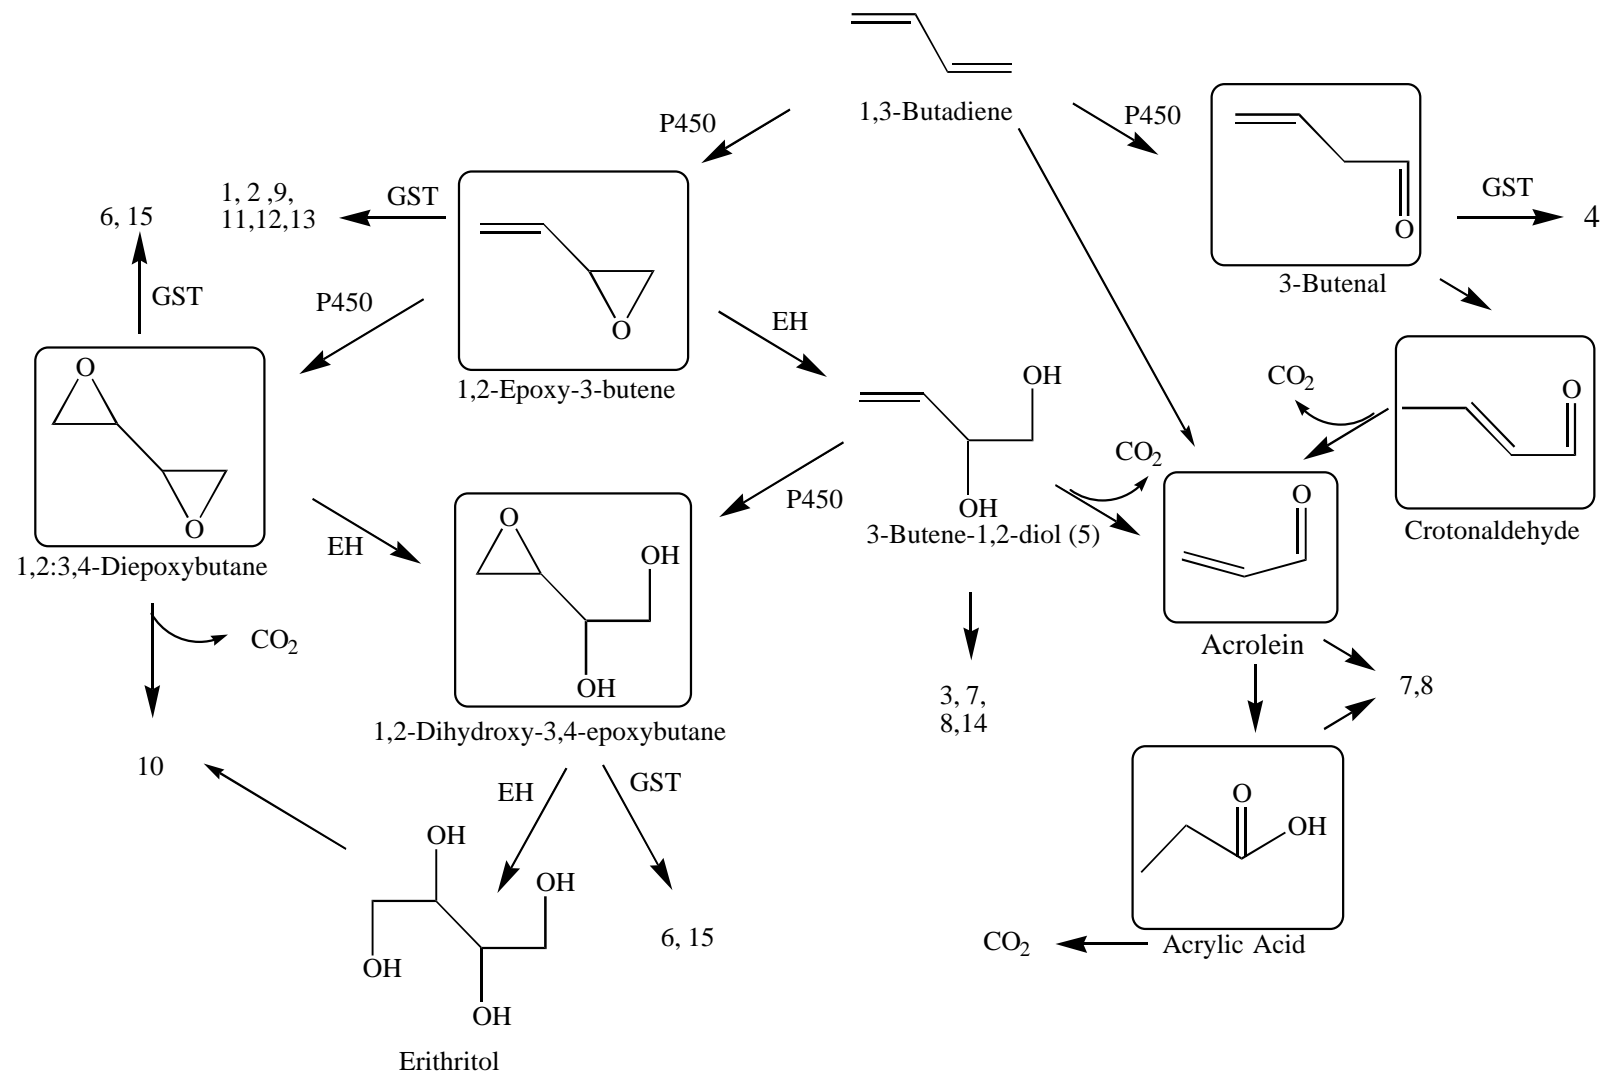 1,3-Butadiene
P450
P450
O
3-Butenal
GST
4
1, 2 ,9,
11,12,13
GST
O
1,2-Epoxy-3-butene
6, 15
GST
P450
EH
O
O
1,2:3,4-Diepoxybutane
OH
OH
3-Butene-1,2-diol (5)
CO2
O
Crotonaldehyde
CO2
P450
EH
O
OH
OH
1,2-Dihydroxy-3,4-epoxybutane
O
Acrolein
CO2
3, 7,
8,14
7,8
10
EH
GST
O
OH
Acrylic Acid
CO2
OH
OH
OH
OH
6, 15
Erithritol